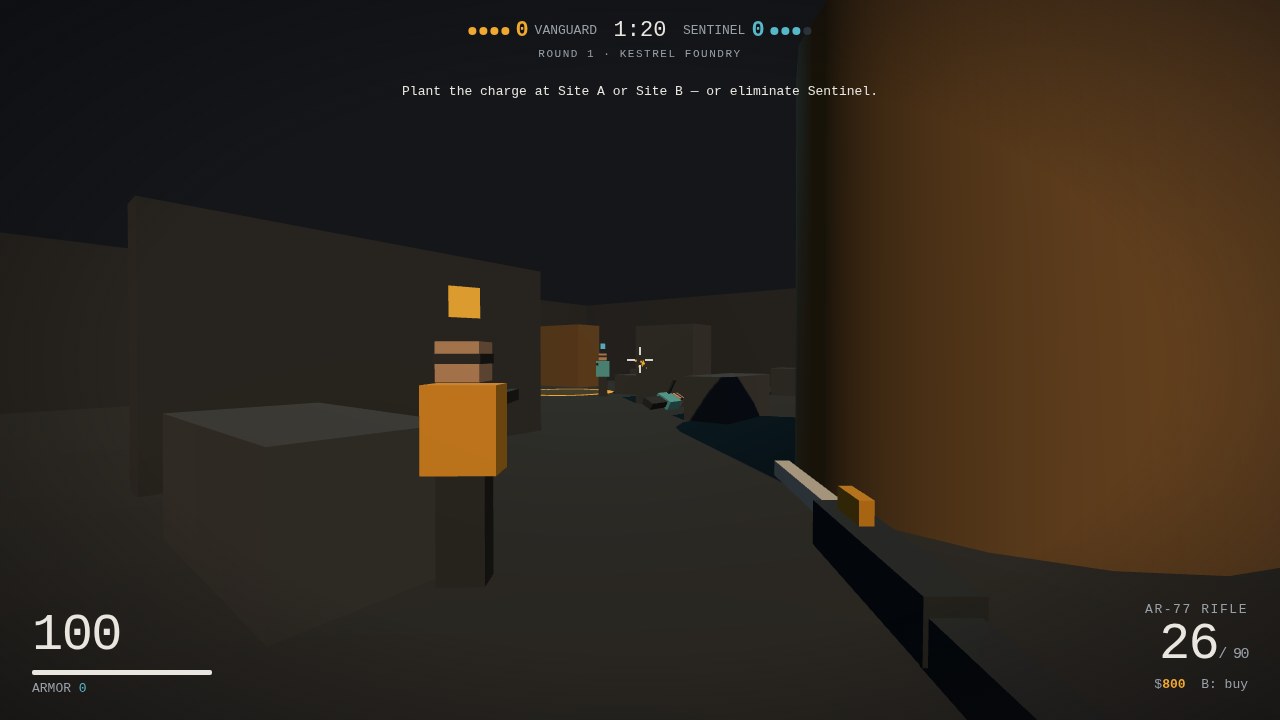 0 VANGUARD 1:20 SENTINEL 0
ROUND 1 · KESTREL FOUNDRY
Plant the charge at Site A or Site B — or eliminate Sentinel.
100
ARMOR 0
AR-77 RIFLE
26 / 90
$800 B: buy